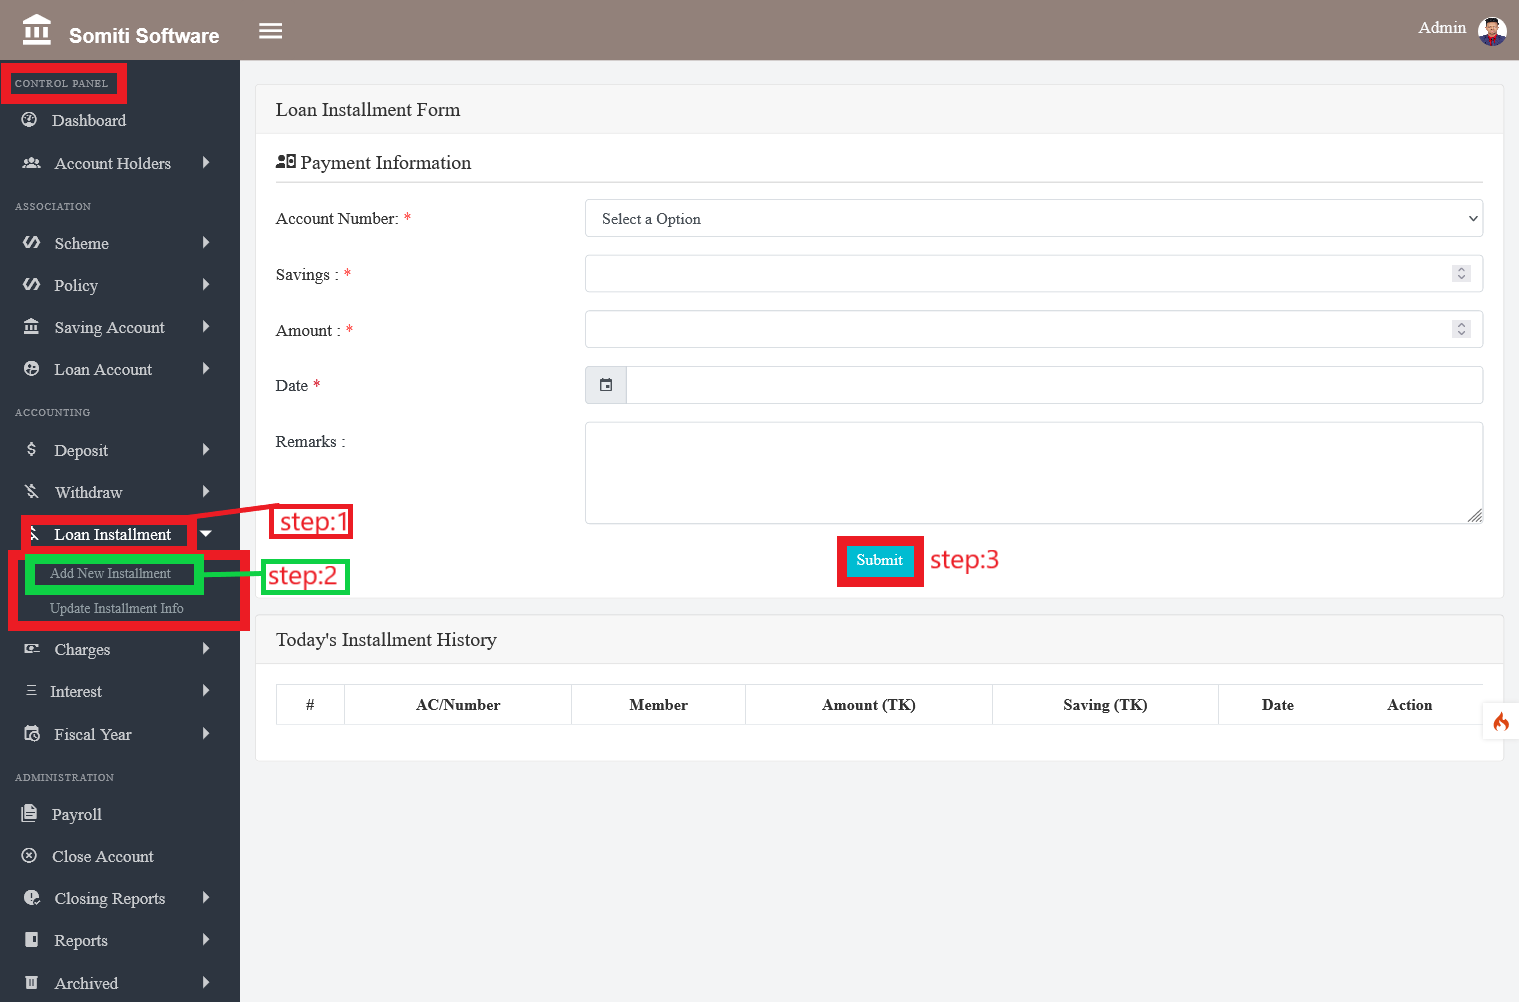 Somiti Software
Admin
CONTROL PANEL
Dashboard
Account Holders
ASSOCIATION
Scheme
Policy
Saving Account
Loan Account
ACCOUNTING
Deposit
Withdraw
Loan Installment
Add New Installment
Update Installment Info
Charges
Interest
Fiscal Year
ADMINISTRATION
Payroll
Close Account
Closing Reports
Reports
Archived
step:1
step:2
Loan Installment Form
Payment Information
Account Number: *
Select a Option
Savings : *
Amount : *
Date *
Remarks :
Submit
step:3
Today's Installment History
# AC/Number Member Amount (TK) Saving (TK) Date Action